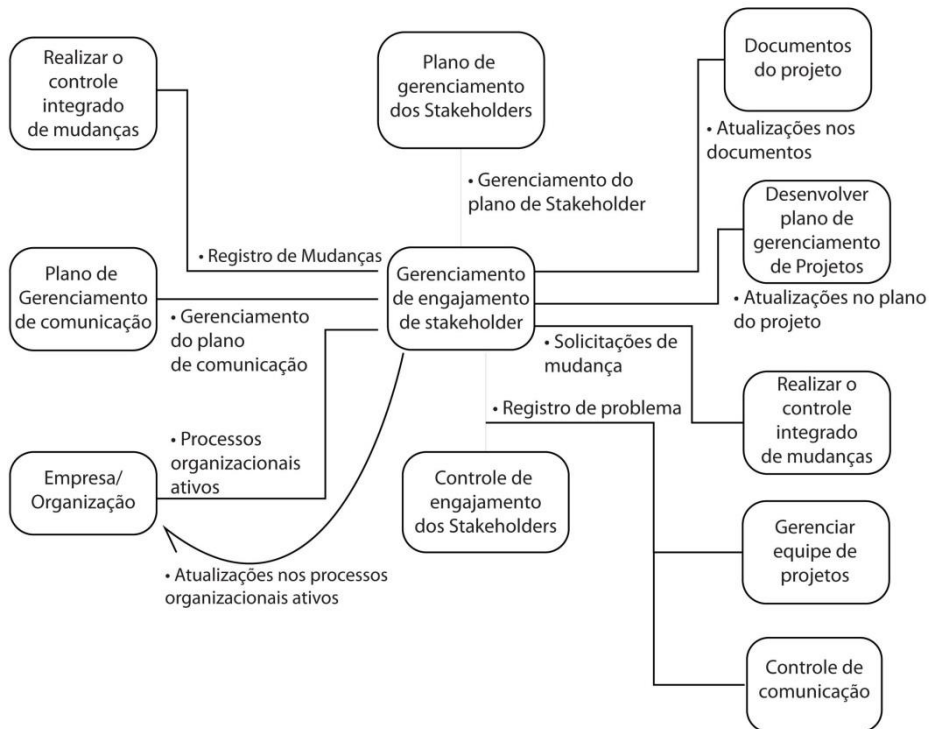 Realizar o
controle
integrado
de mudanças
Plano de
gerenciamento
dos Stakeholders
Documentos
do projeto
• Atualizações nos
documentos
• Gerenciamento do
plano de Stakeholder
Desenvolver
plano de
gerenciamento
de Projetos
• Registro de Mudanças
Plano de
Gerenciamento
de comunicação
Gerenciamento
de engajamento
de stakeholder
• Atualizações no plano
do projeto
• Gerenciamento
do plano
de comunicação
• Solicitações de
mudança
Realizar o
controle
integrado
de mudanças
• Registro de problema
• Processos
organizacionais
ativos
Empresa/
Organização
Controle de
engajamento
dos Stakeholders
Gerenciar
equipe de
projetos
• Atualizações nos processos
organizacionais ativos
Controle de
comunicação